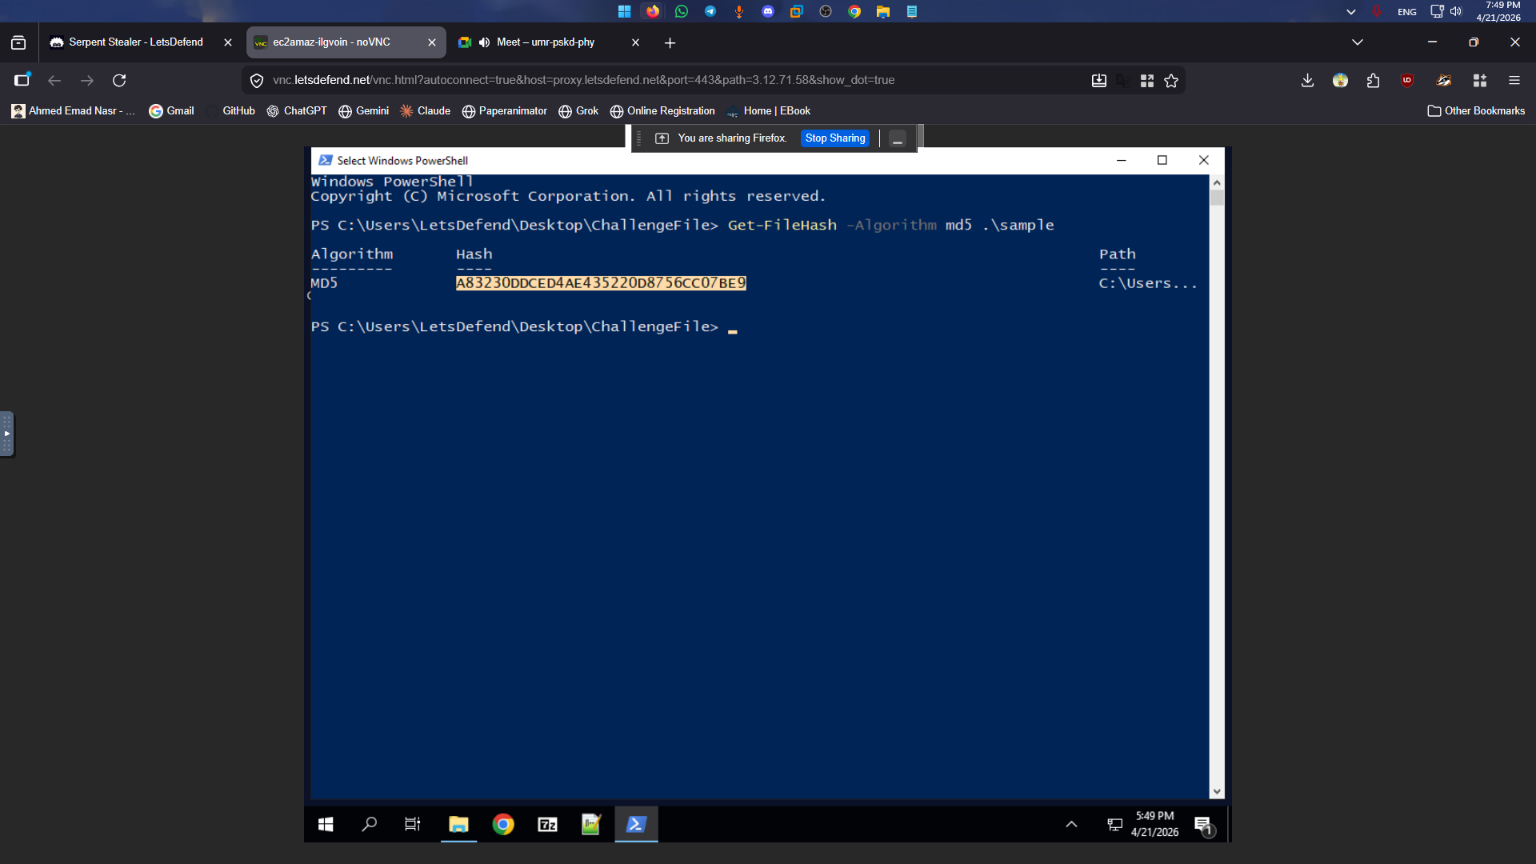 ENG
7:49 PM
4/21/2026
Serpent Stealer - LetsDefend
ec2amaz-ilgvoin - noVNC
Meet – umr-pskd-phy
vnc.letsdefend.net/vnc.html?autoconnect=true&host=proxy.letsdefend.net&port=443&path=3.12.71.58&show_dot=true
Ahmed Emad Nasr - ...
Gmail
GitHub
ChatGPT
Gemini
Claude
Paperanimator
Grok
Online Registration
Home | EBook
Other Bookmarks
You are sharing Firefox.
Stop Sharing
Select Windows PowerShell
Windows PowerShell
Copyright (C) Microsoft Corporation. All rights reserved.
PS C:\Users\LetsDefend\Desktop\ChallengeFile> Get-FileHash -Algorithm md5 .\sample
Algorithm Hash Path
--------- ---- ----
MD5 A83230DDCED4AE435220D8756CC07BE9 C:\Users...
PS C:\Users\LetsDefend\Desktop\ChallengeFile> _
7z
5:49 PM
4/21/2026
1